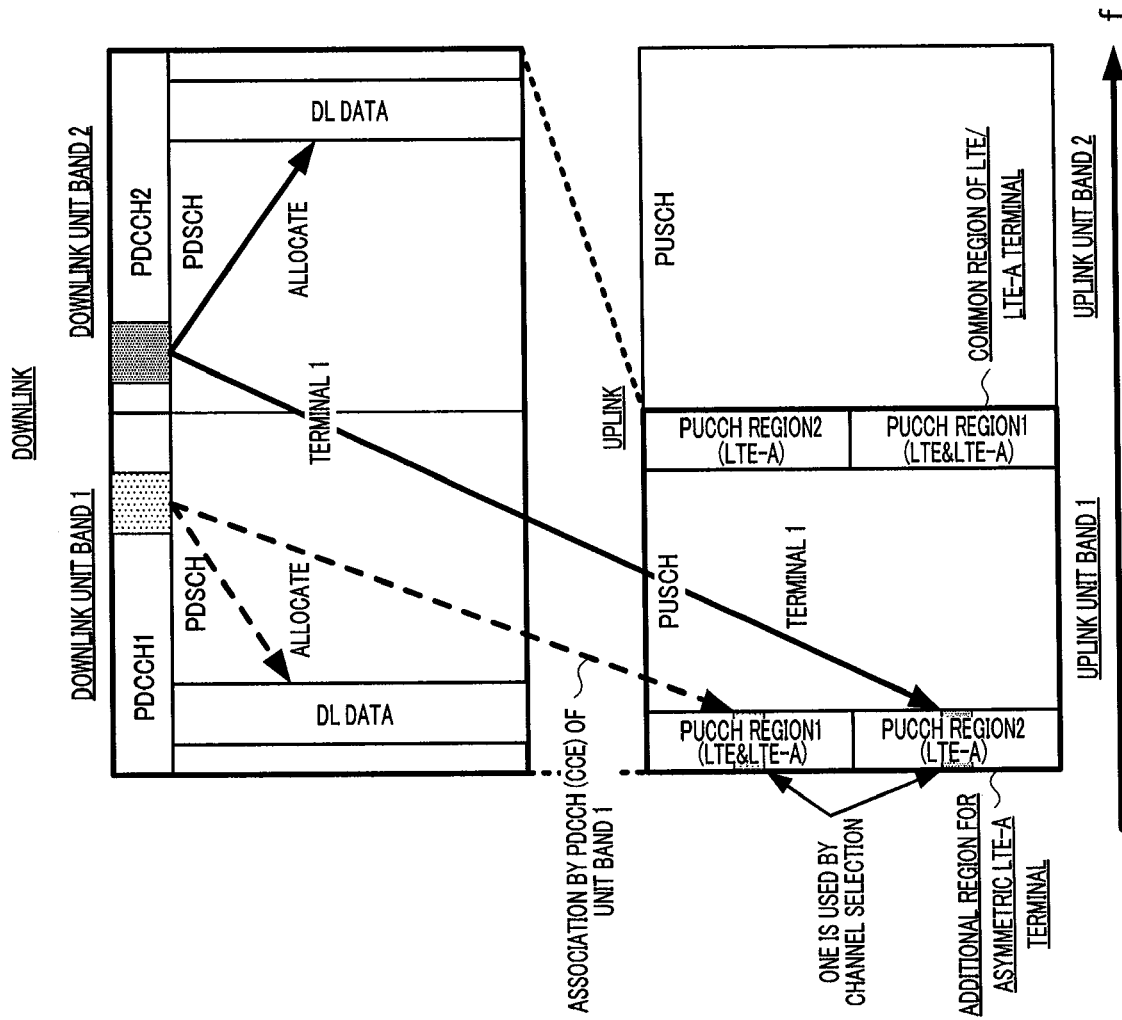 DOWNLINK
DOWNLINK UNIT BAND 1
DOWNLINK UNIT BAND 2
PDCCH1
PDCCH2
PDSCH
PDSCH
ALLOCATE
ALLOCATE
DL DATA
DL DATA
TERMINAL 1
ASSOCIATION BY PDCCH (CCE) OF
UNIT BAND 1
UPLINK
PUSCH
PUSCH
TERMINAL 1
PUCCH REGION1
(LTE&LTE-A)
PUCCH REGION2
(LTE-A)
PUCCH REGION2
(LTE-A)
PUCCH REGION1
(LTE&LTE-A)
ONE IS USED BY
CHANNEL SELECTION
ADDITIONAL REGION FOR
ASYMMETRIC LTE-A
TERMINAL
COMMON REGION OF LTE/
LTE-A TERMINAL
UPLINK UNIT BAND 1
UPLINK UNIT BAND 2
f